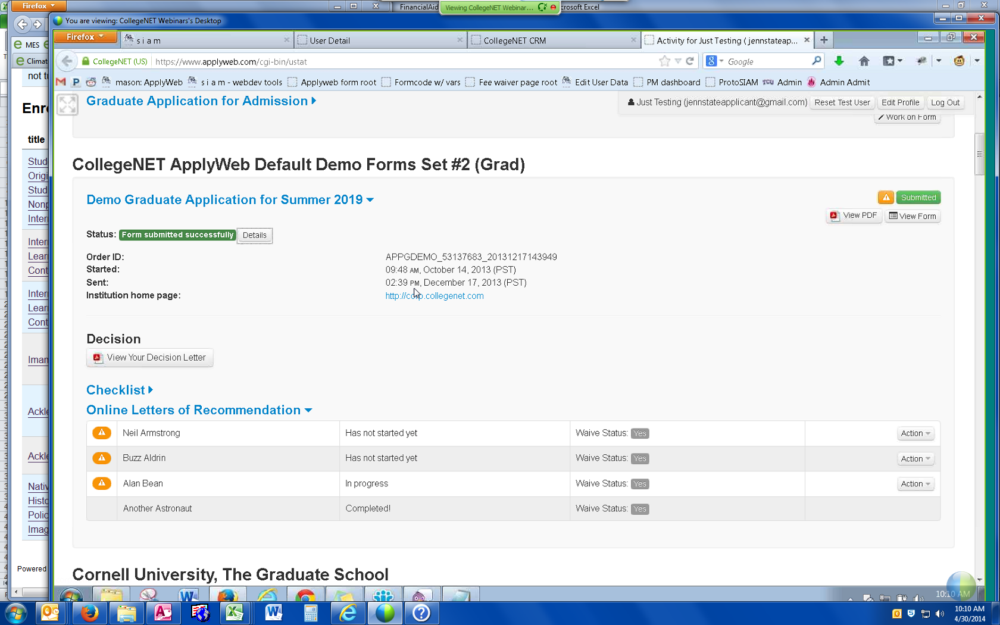 Firefox
FinancialAid
Viewing CollegeNET Webinar...
crosoft Excel
You are viewing: CollegeNET Webinars's Desktop
MES
Climat
not tu
Enro
title
Stud
Origi
Stud
Nonp
Inter
Intern
Lear
Cont
Inter
Learn
Cont
Iman
Ackle
Ackle
Nativ
Histo
Polic
Imag
Powered
Firefox
s i a m
User Detail
CollegeNET CRM
Activity for Just Testing ( jennstateap...
CollegeNET (US)
https://www.applyweb.com/cgi-bin/ustat
Google
mason: ApplyWeb
s i a m - webdev tools
Applyweb form root
Formcode w/ vars
Fee waiver page root
Edit User Data
PM dashboard
ProtoSIAM
TCU Admin
Admin Admit
Graduate Application for Admission
Just Testing (jennstateapplicant@gmail.com)
Reset Test User
Edit Profile
Log Out
Work on Form
CollegeNET ApplyWeb Default Demo Forms Set #2 (Grad)
Demo Graduate Application for Summer 2019
Submitted
View PDF
View Form
Status: Form submitted successfully Details
Order ID: APPGDEMO_53137683_20131217143949
Started: 09:48 AM, October 14, 2013 (PST)
Sent: 02:39 PM, December 17, 2013 (PST)
Institution home page: http://corp.collegenet.com
Decision
View Your Decision Letter
Checklist
Online Letters of Recommendation
Neil Armstrong Has not started yet Waive Status: Yes Action
Buzz Aldrin Has not started yet Waive Status: Yes Action
Alan Bean In progress Waive Status: Yes Action
Another Astronaut Completed! Waive Status: Yes
Cornell University, The Graduate School
10:10 AM
10:10 AM
4/30/2014